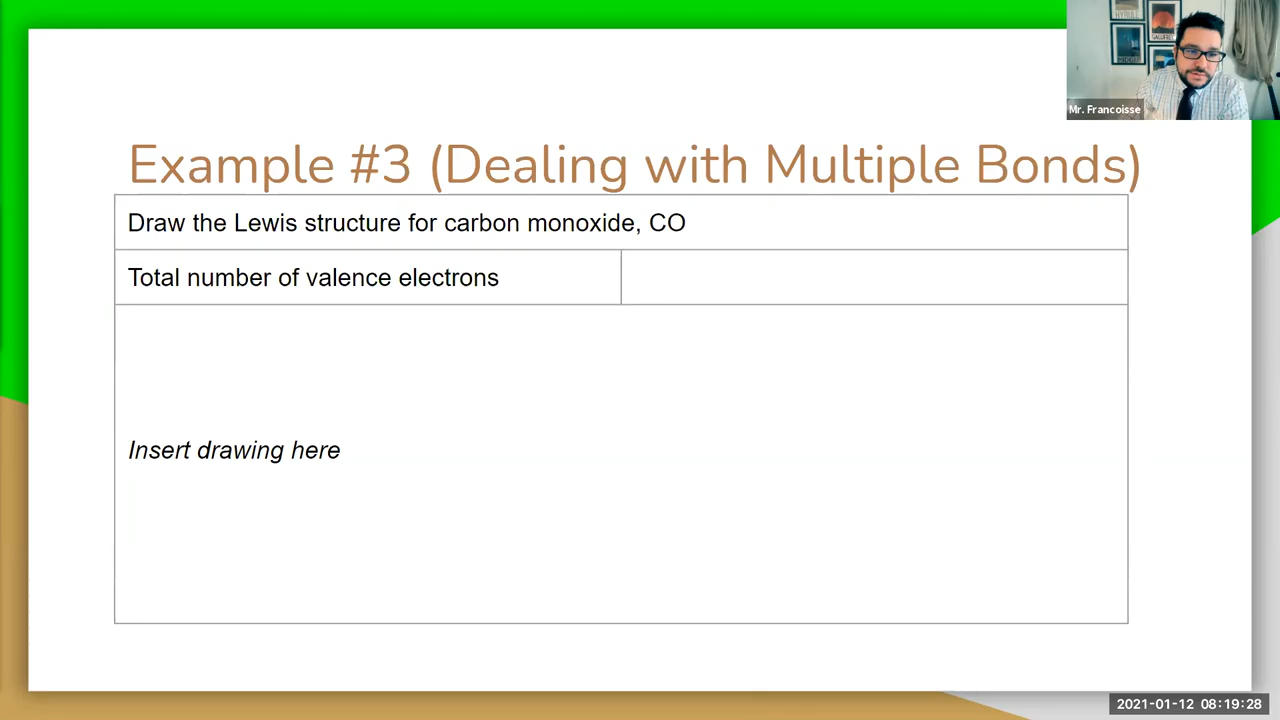 Mr. Francoisse
Example #3 (Dealing with Multiple Bonds)
Draw the Lewis structure for carbon monoxide, CO
Total number of valence electrons
Insert drawing here
2021-01-12 08:19:28